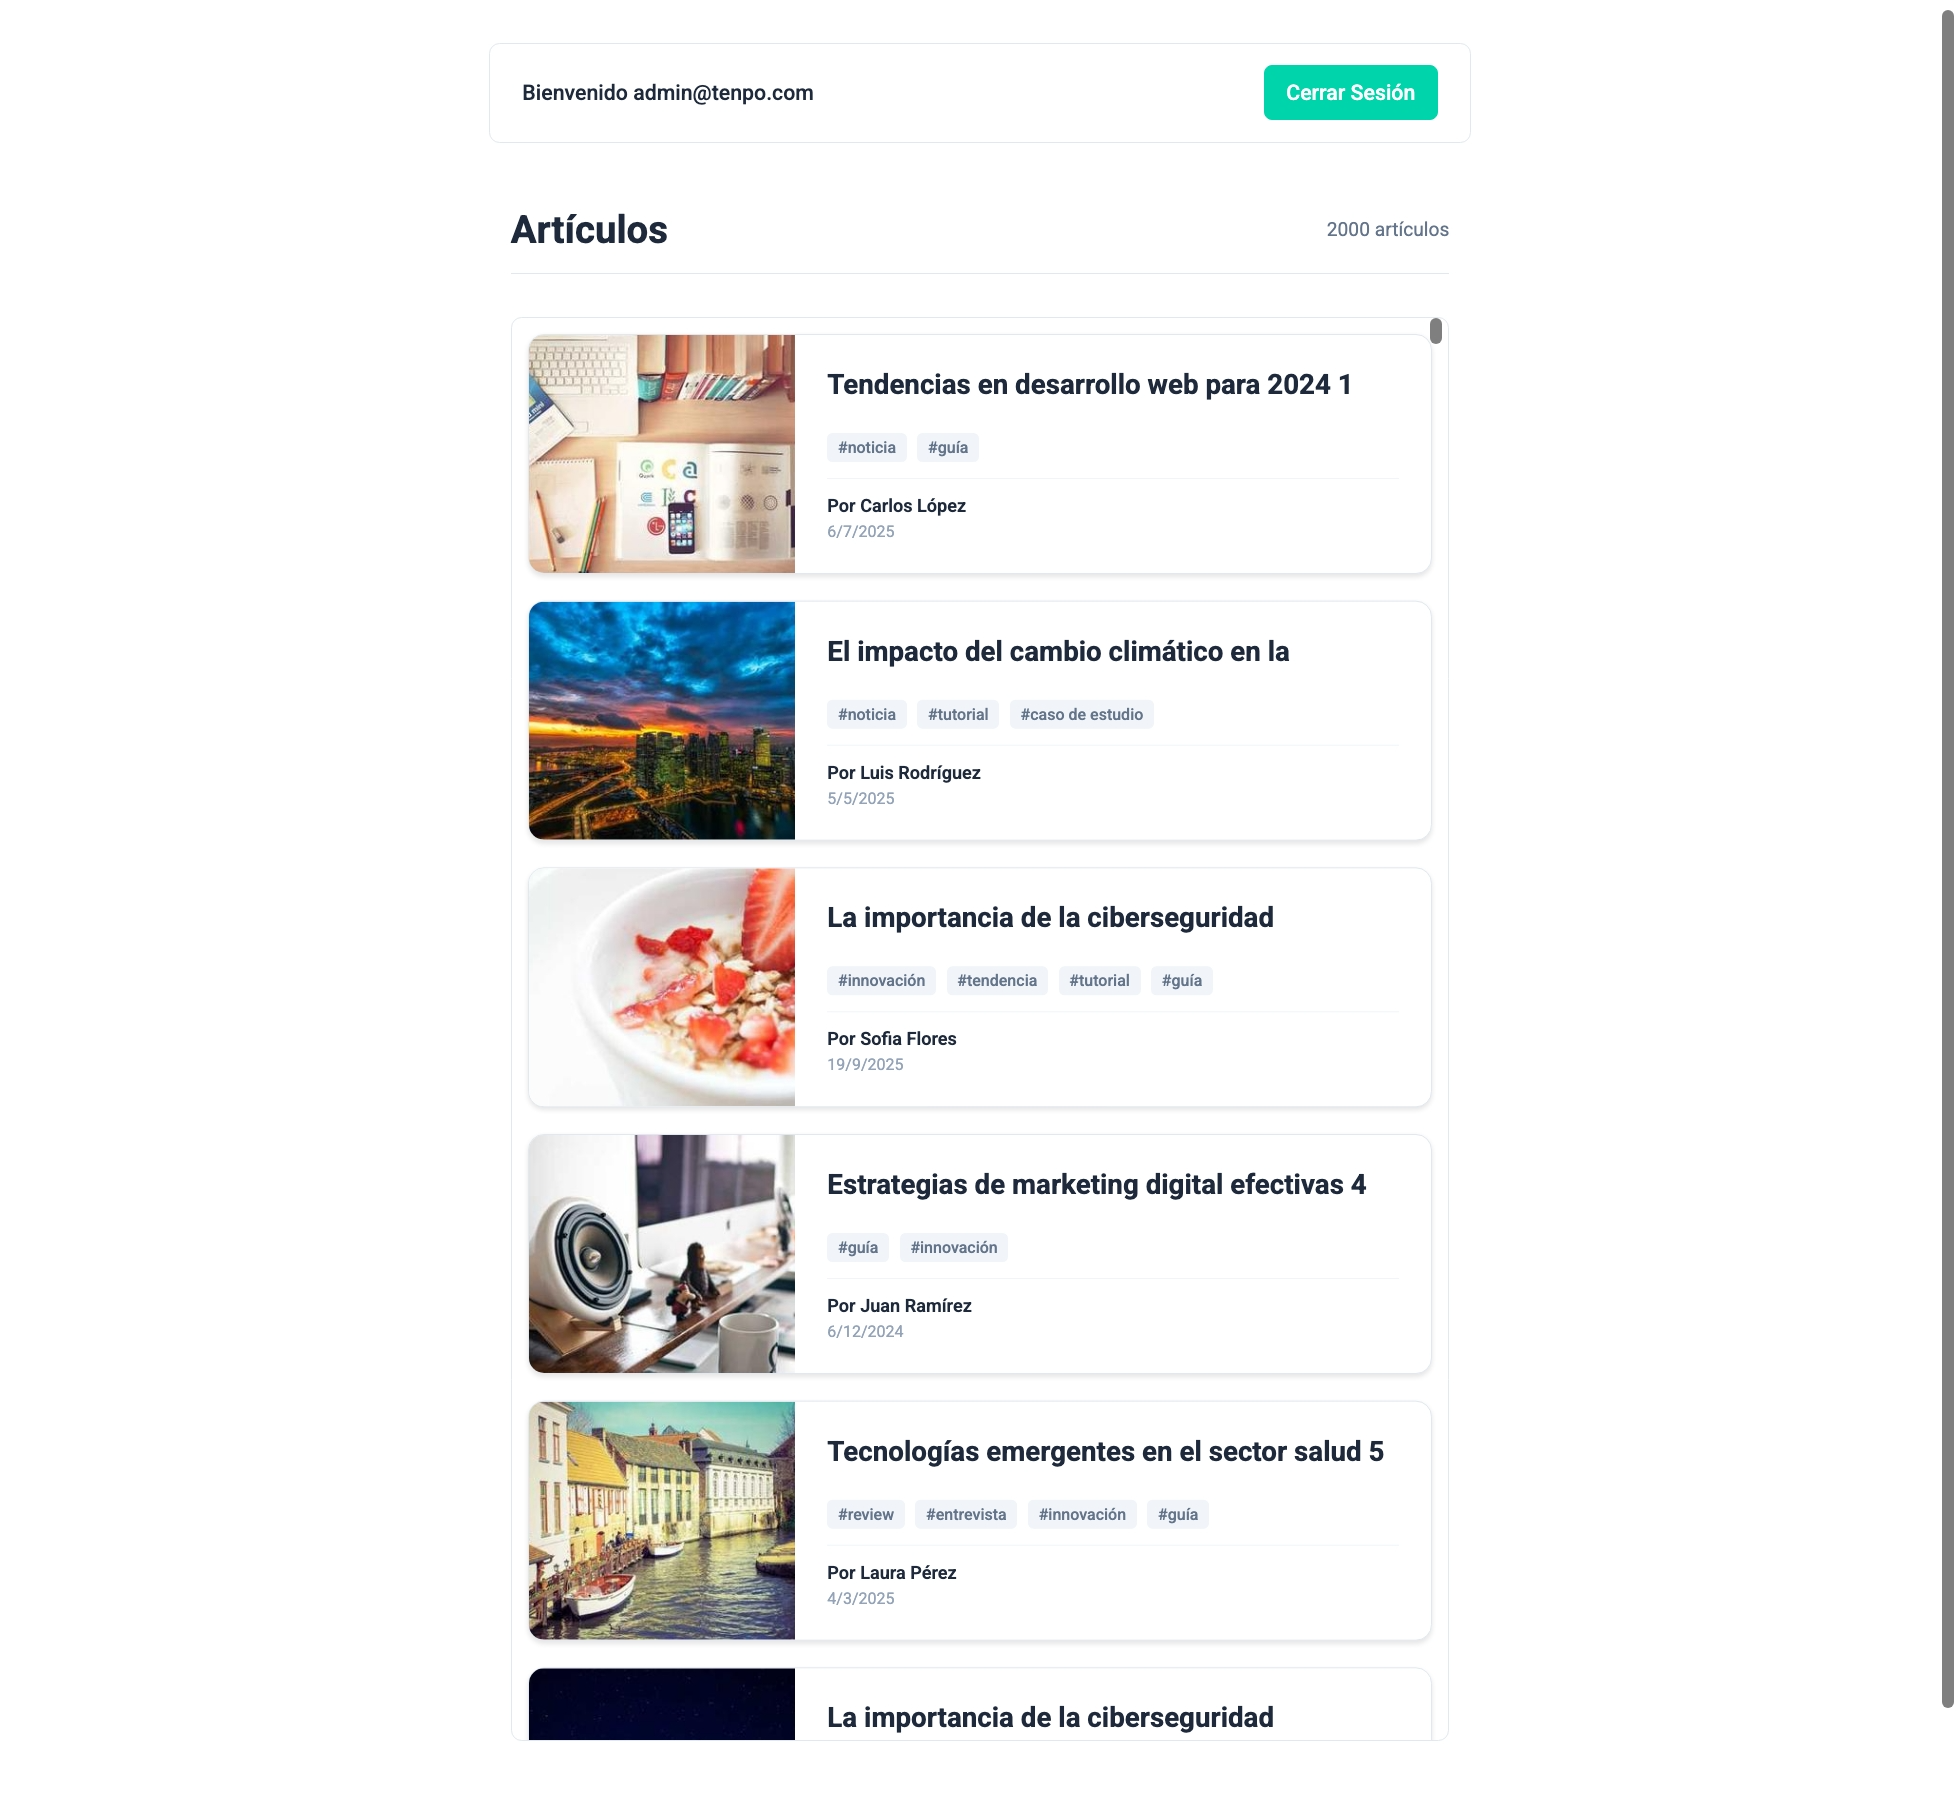 Bienvenido admin@tenpo.com
Cerrar Sesión
Artículos
2000 artículos
Tendencias en desarrollo web para 2024 1
#noticia #guía
Por Carlos López
6/7/2025
El impacto del cambio climático en la
#noticia #tutorial #caso de estudio
Por Luis Rodríguez
5/5/2025
La importancia de la ciberseguridad
#innovación #tendencia #tutorial #guía
Por Sofia Flores
19/9/2025
Estrategias de marketing digital efectivas 4
#guía #innovación
Por Juan Ramírez
6/12/2024
Tecnologías emergentes en el sector salud 5
#review #entrevista #innovación #guía
Por Laura Pérez
4/3/2025
La importancia de la ciberseguridad